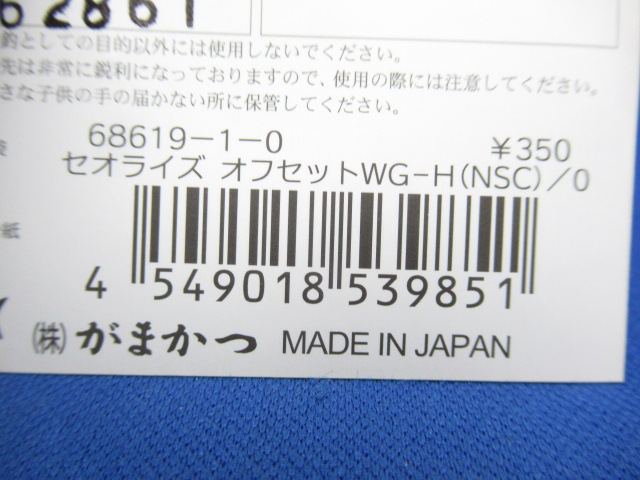 62861
釣としての目的以外には使用しないでください。
先は非常に鋭利になっておりますので、使用の際には注意してください。
さな子供の手の届かない所に保管してください。
68619-1-0 ¥350
セオライズ オフセットWG-H(NSC)/0
4 549018 539851
紙
(株) がまかつ MADE IN JAPAN